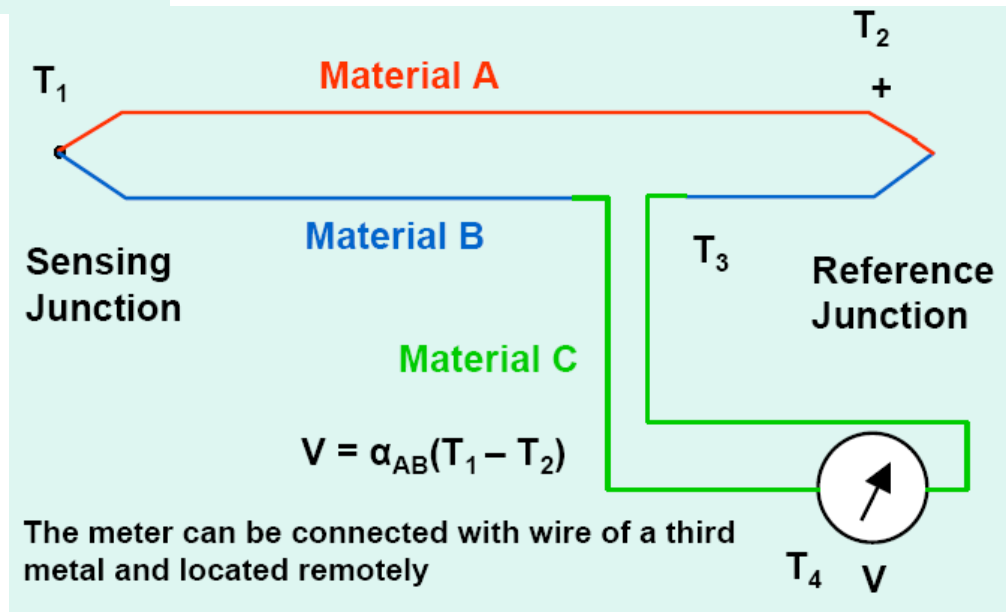 T₂
T₁
Material A
+
Material B
Sensing
Junction
T₃
Reference
Junction
Material C
V = α_AB(T₁ – T₂)
The meter can be connected with wire of a third
metal and located remotely
T₄
V